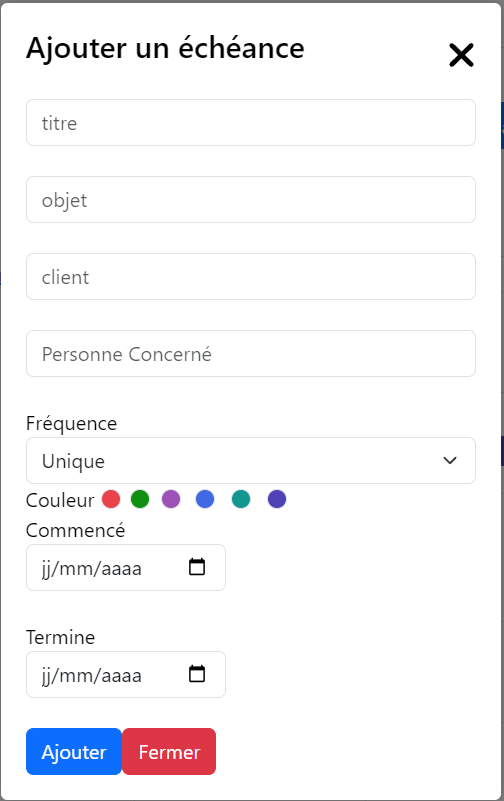 Ajouter un échéance
titre
objet
client
Personne Concerné
Fréquence
Unique
Couleur
Commencé
jj/mm/aaaa
Termine
jj/mm/aaaa
Ajouter Fermer